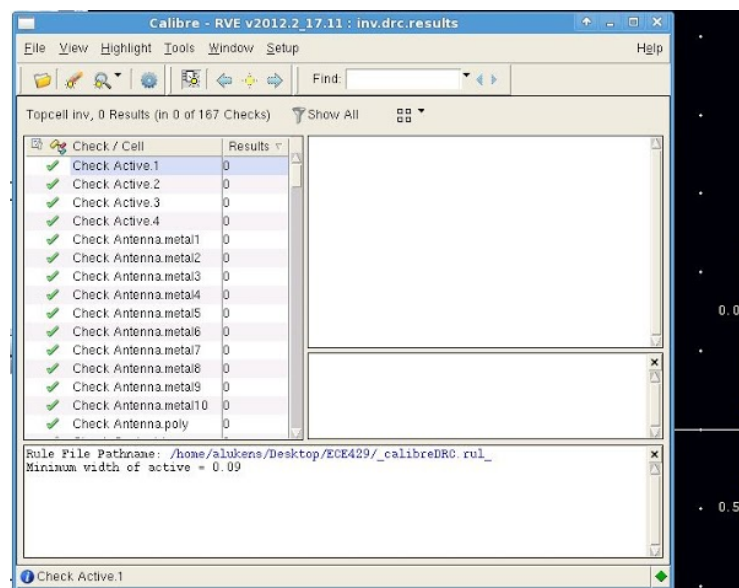 Calibre - RVE v2012.2_17.11 : inv.drc.results
File View Highlight Tools Window Setup Help
Find:
Topcell inv, 0 Results (in 0 of 167 Checks) Show All
Check / Cell Results
Check Active.1 0
Check Active.2 0
Check Active.3 0
Check Active.4 0
Check Antenna.metal1 0
Check Antenna.metal2 0
Check Antenna.metal3 0
Check Antenna.metal4 0
Check Antenna.metal5 0
Check Antenna.metal6 0
Check Antenna.metal7 0
Check Antenna.metal8 0
Check Antenna.metal9 0
Check Antenna.metal10 0
Check Antenna.poly 0
Rule File Pathname: /home/alukens/Desktop/ECE429/_calibreDRC.rul_
Minimum width of active = 0.09
Check Active.1
0.0
0.5